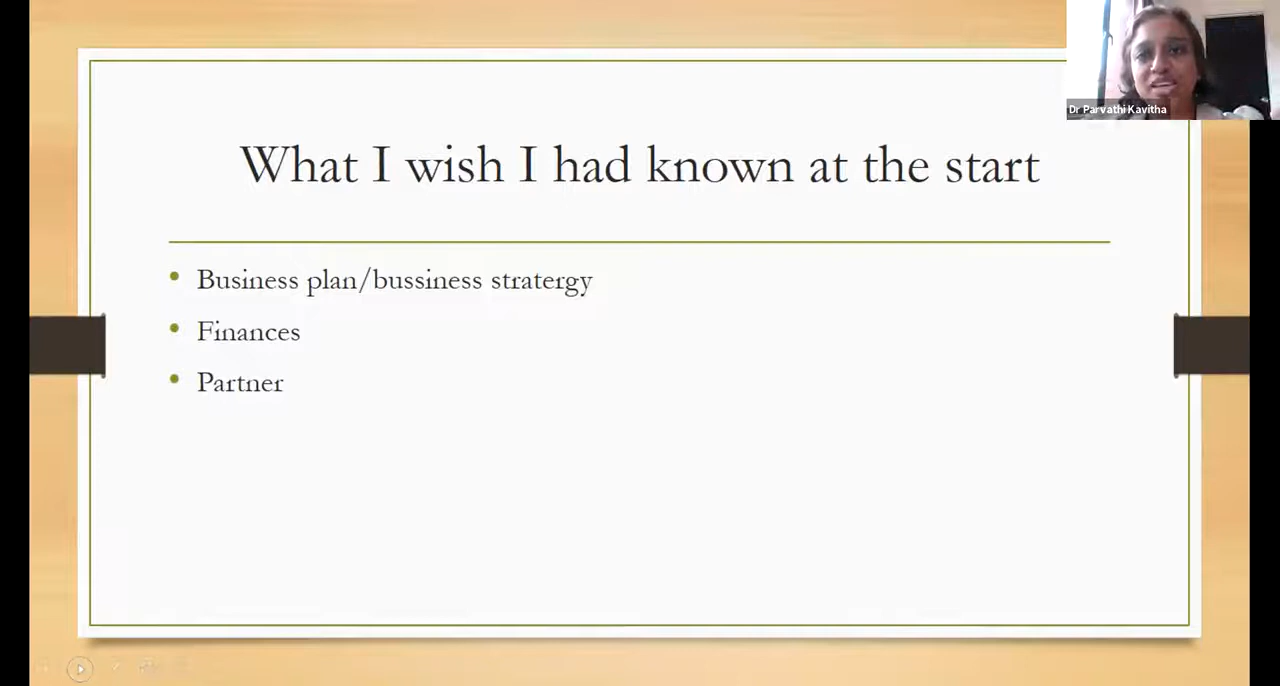 Dr Parvathi Kavitha
What I wish I had known at the start
• Business plan/bussiness stratergy
• Finances
• Partner